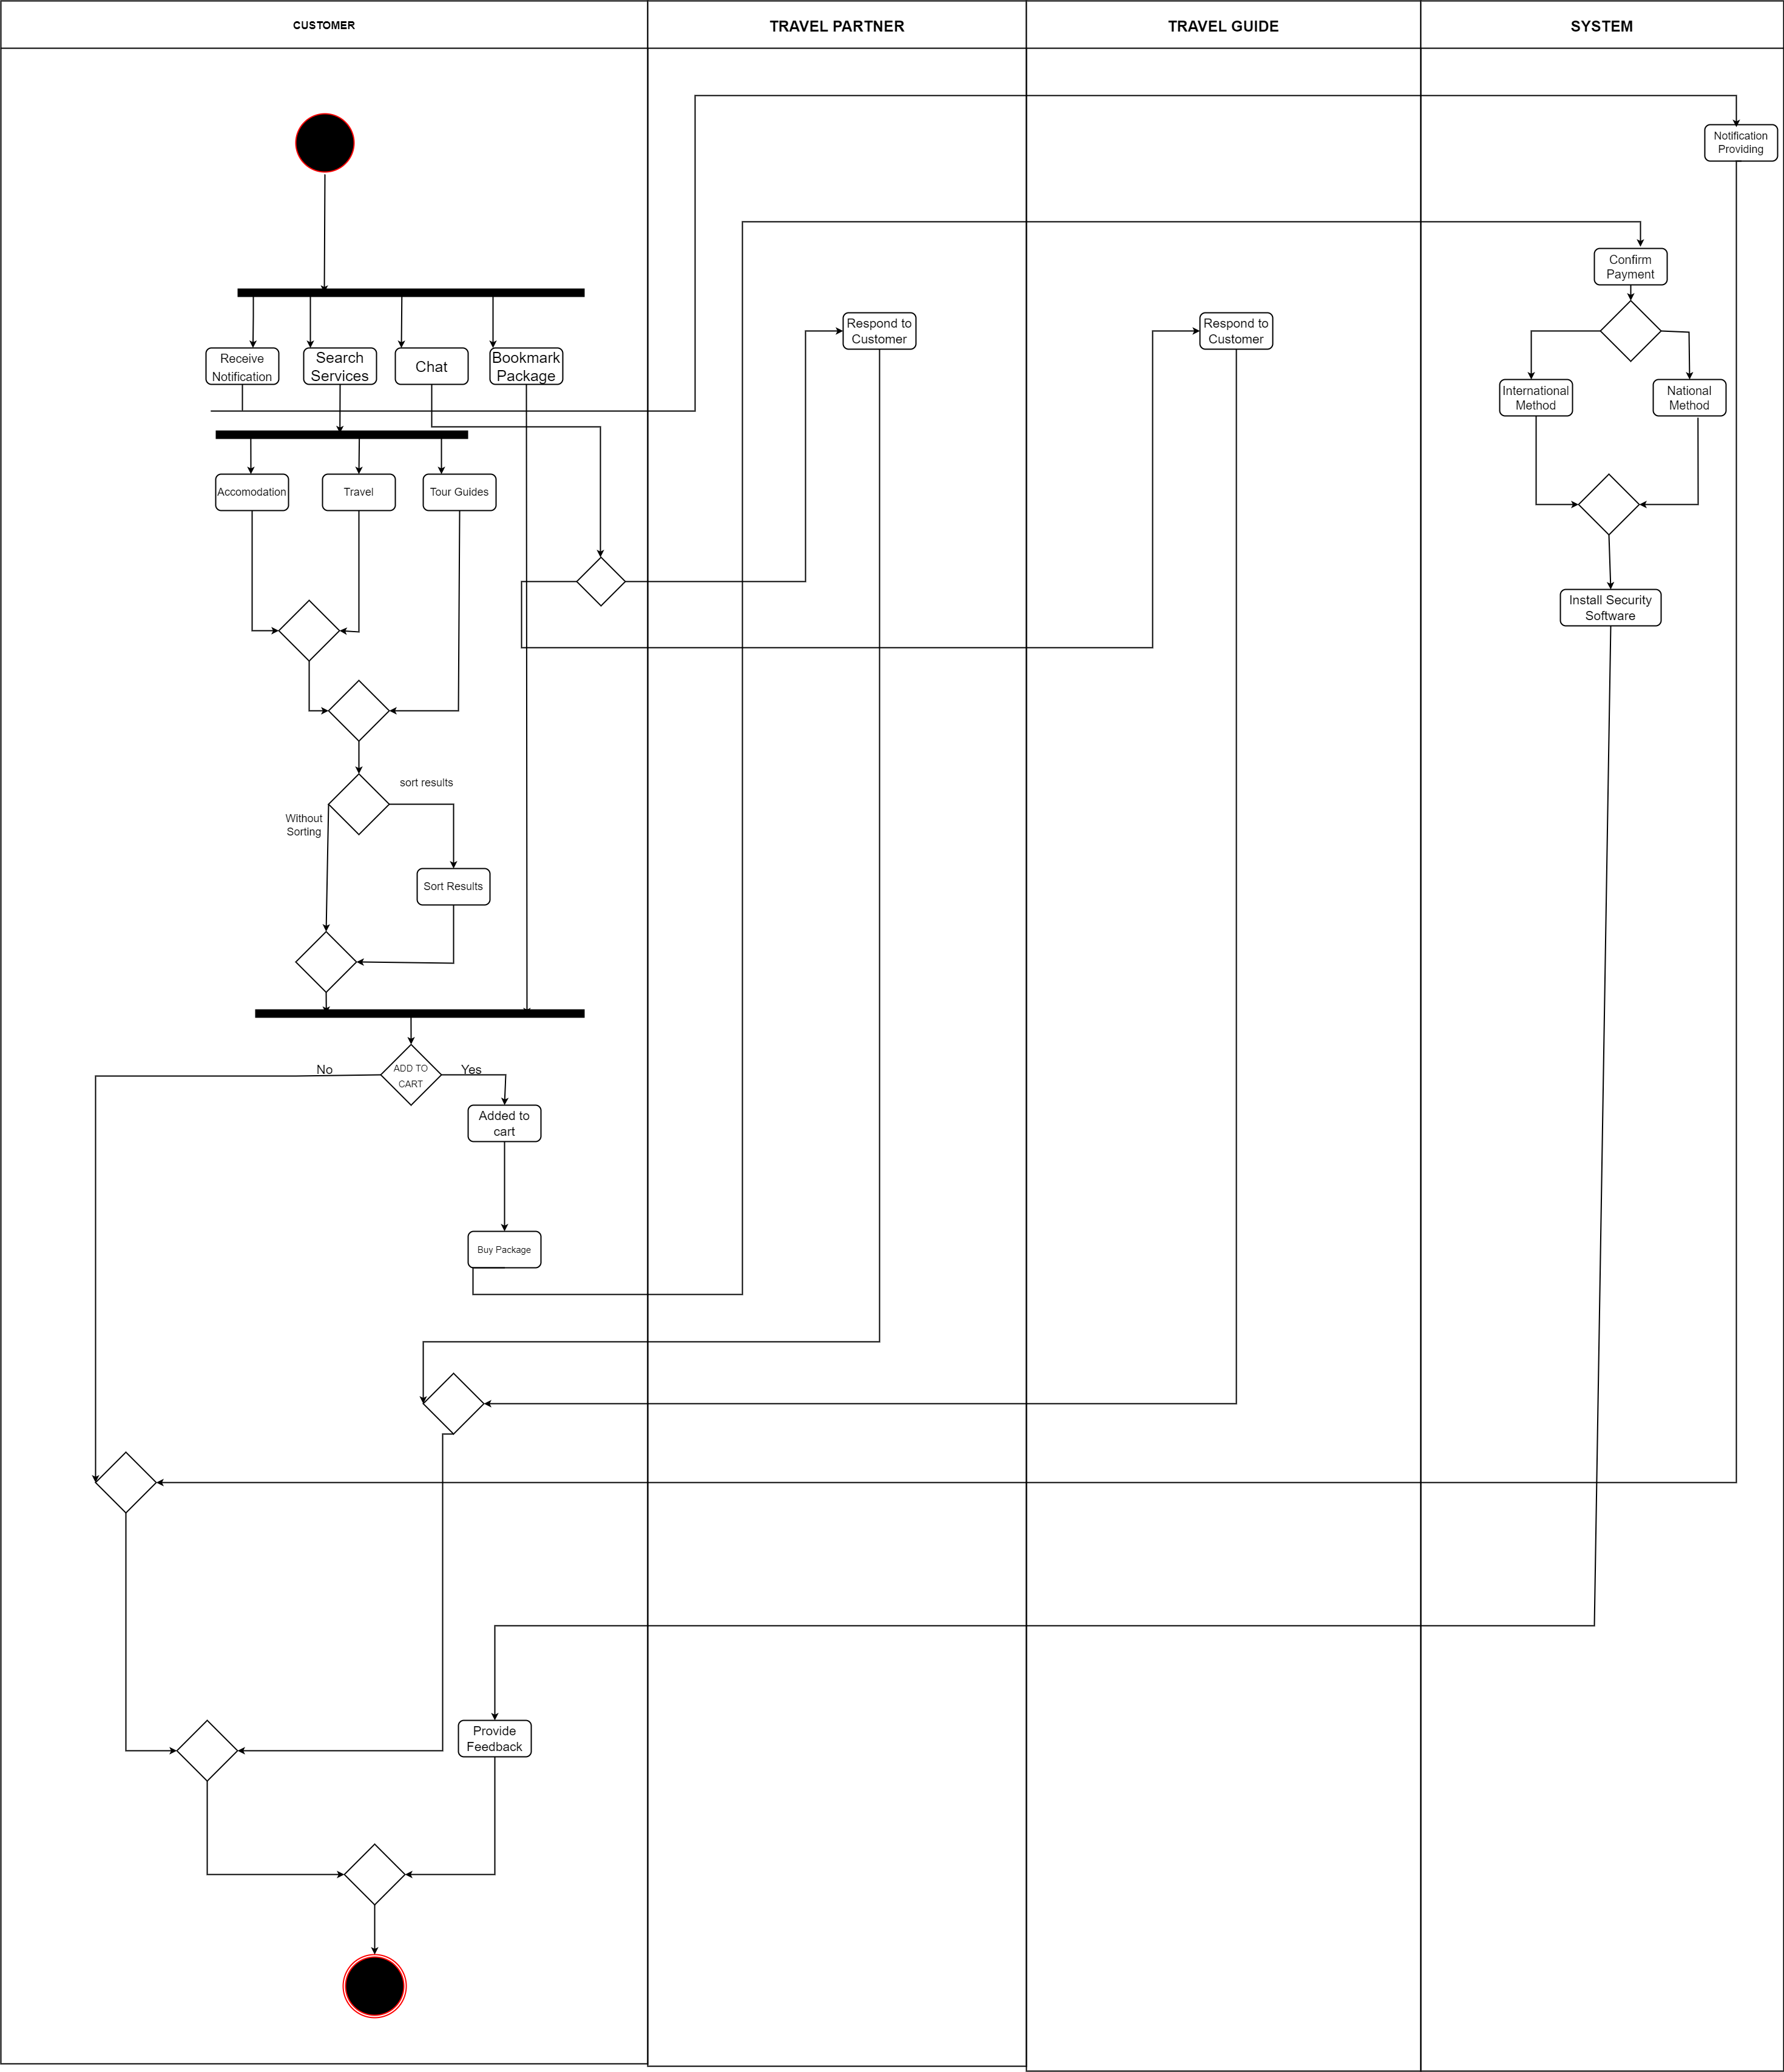 CUSTOMER
TRAVEL PARTNER
TRAVEL GUIDE
SYSTEM
Notification
Providing
Confirm
Payment
Respond to
Customer
Respond to
Customer
Receive
Notification
Search
Services
Chat
Bookmark
Package
International
Method
National
Method
Accomodation
Travel
Tour Guides
Install Security
Software
sort results
Without
Sorting
Sort Results
No
ADD TO
CART
Yes
Added to
cart
Buy Package
Provide
Feedback